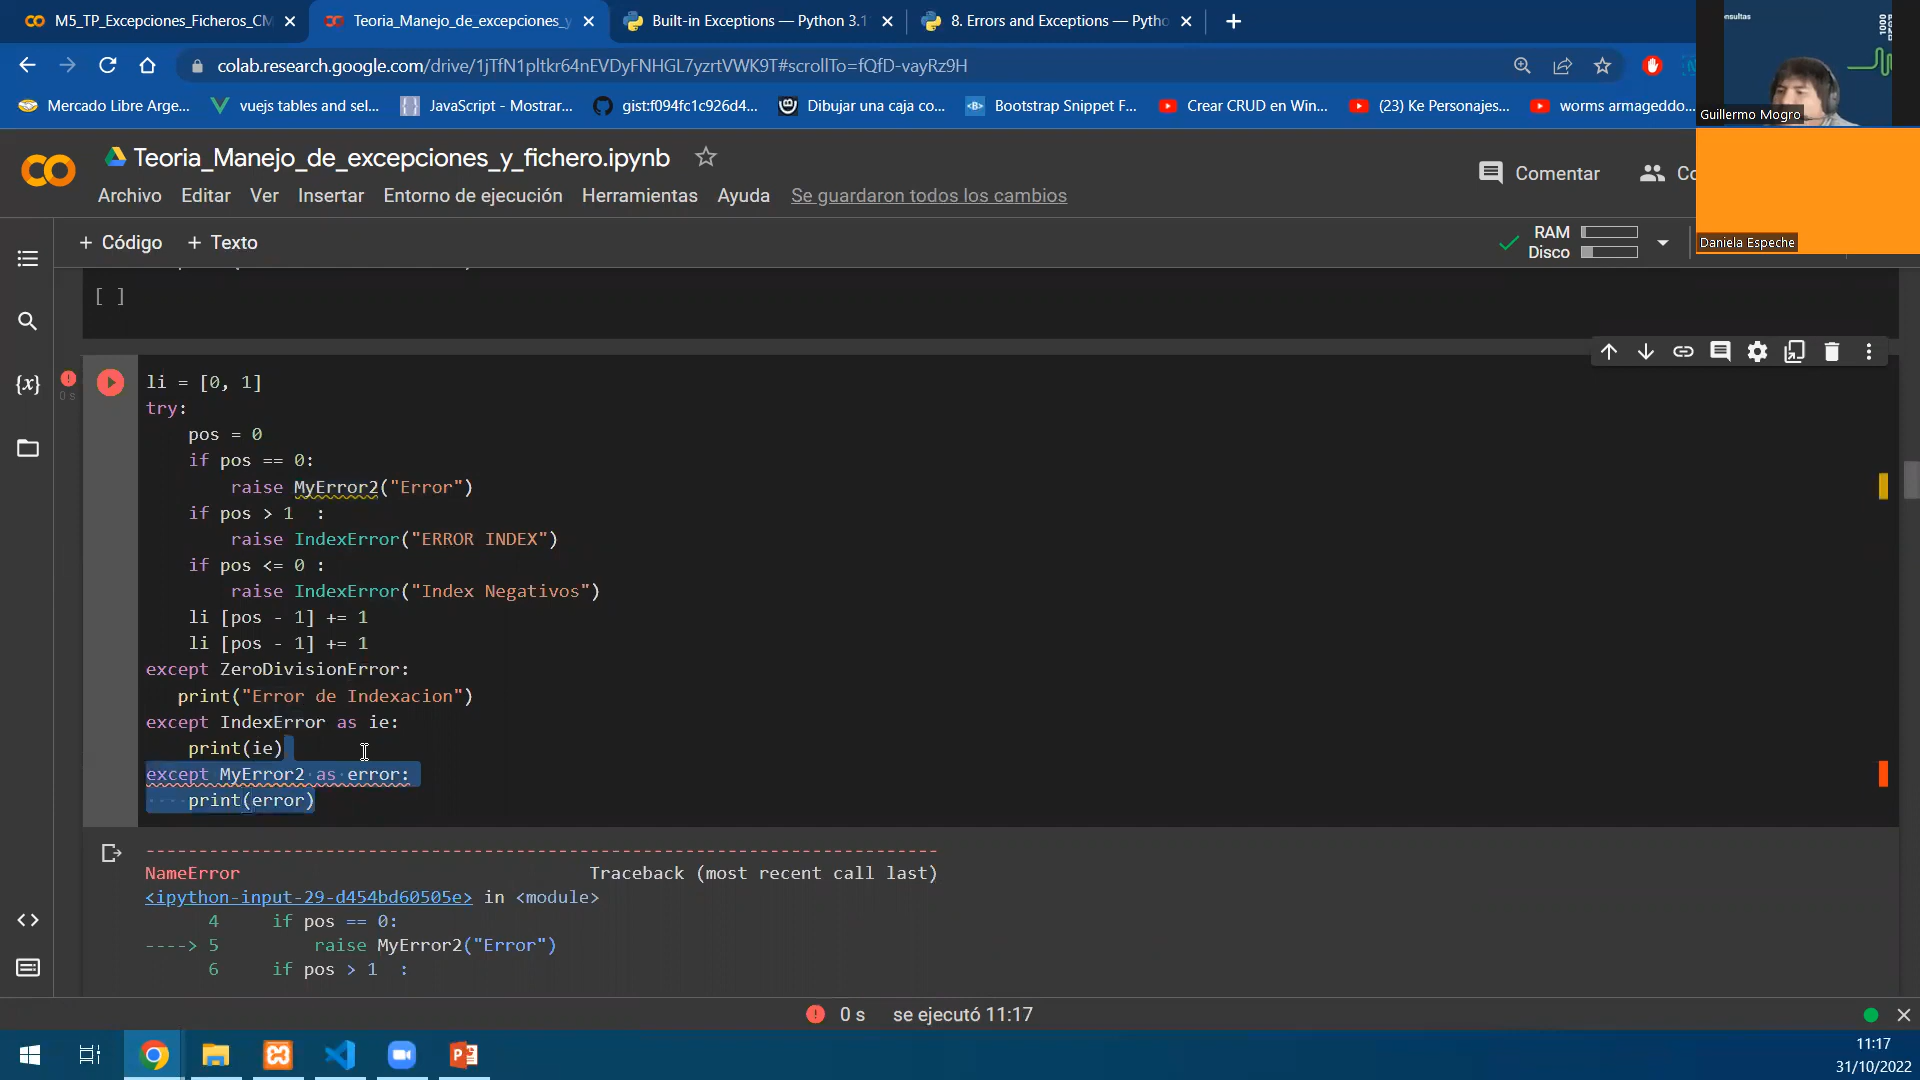 M5_TP_Excepciones_Ficheros_CM
Teoria_Manejo_de_excepciones_y_
Built-in Exceptions — Python 3.1
8. Errors and Exceptions — Pytho
colab.research.google.com/drive/1jTfN1pltkr64nEVDyFNHGL7yzrtVWK9T#scrollTo=fQfD-vayRz9H
Mercado Libre Arge...
vuejs tables and sel...
JavaScript - Mostrar...
gist:f094fc1c926d4...
Dibujar una caja co...
Bootstrap Snippet F...
Crear CRUD en Win...
(23) Ke Personajes...
worms armageddo...
nsultas
1000
Guillermo Mogro
Daniela Espeche
Teoria_Manejo_de_excepciones_y_fichero.ipynb
Comentar
Co
Archivo Editar Ver Insertar Entorno de ejecución Herramientas Ayuda Se guardaron todos los cambios
+ Código + Texto
RAM
Disco
[ ]
0 s
li = [0, 1]
try:
    pos = 0
    if pos == 0:
        raise MyError2("Error")
    if pos > 1  :
        raise IndexError("ERROR INDEX")
    if pos <= 0 :
        raise IndexError("Index Negativos")
    li [pos - 1] += 1
    li [pos - 1] += 1
except ZeroDivisionError:
   print("Error de Indexacion")
except IndexError as ie:
    print(ie)
except MyError2 as error:
    print(error)
{x}
NameError Traceback (most recent call last)
<ipython-input-29-d454bd60505e> in <module>
4     if pos == 0:
----> 5         raise MyError2("Error")
6     if pos > 1  :
0 s se ejecutó 11:17
11:17
31/10/2022